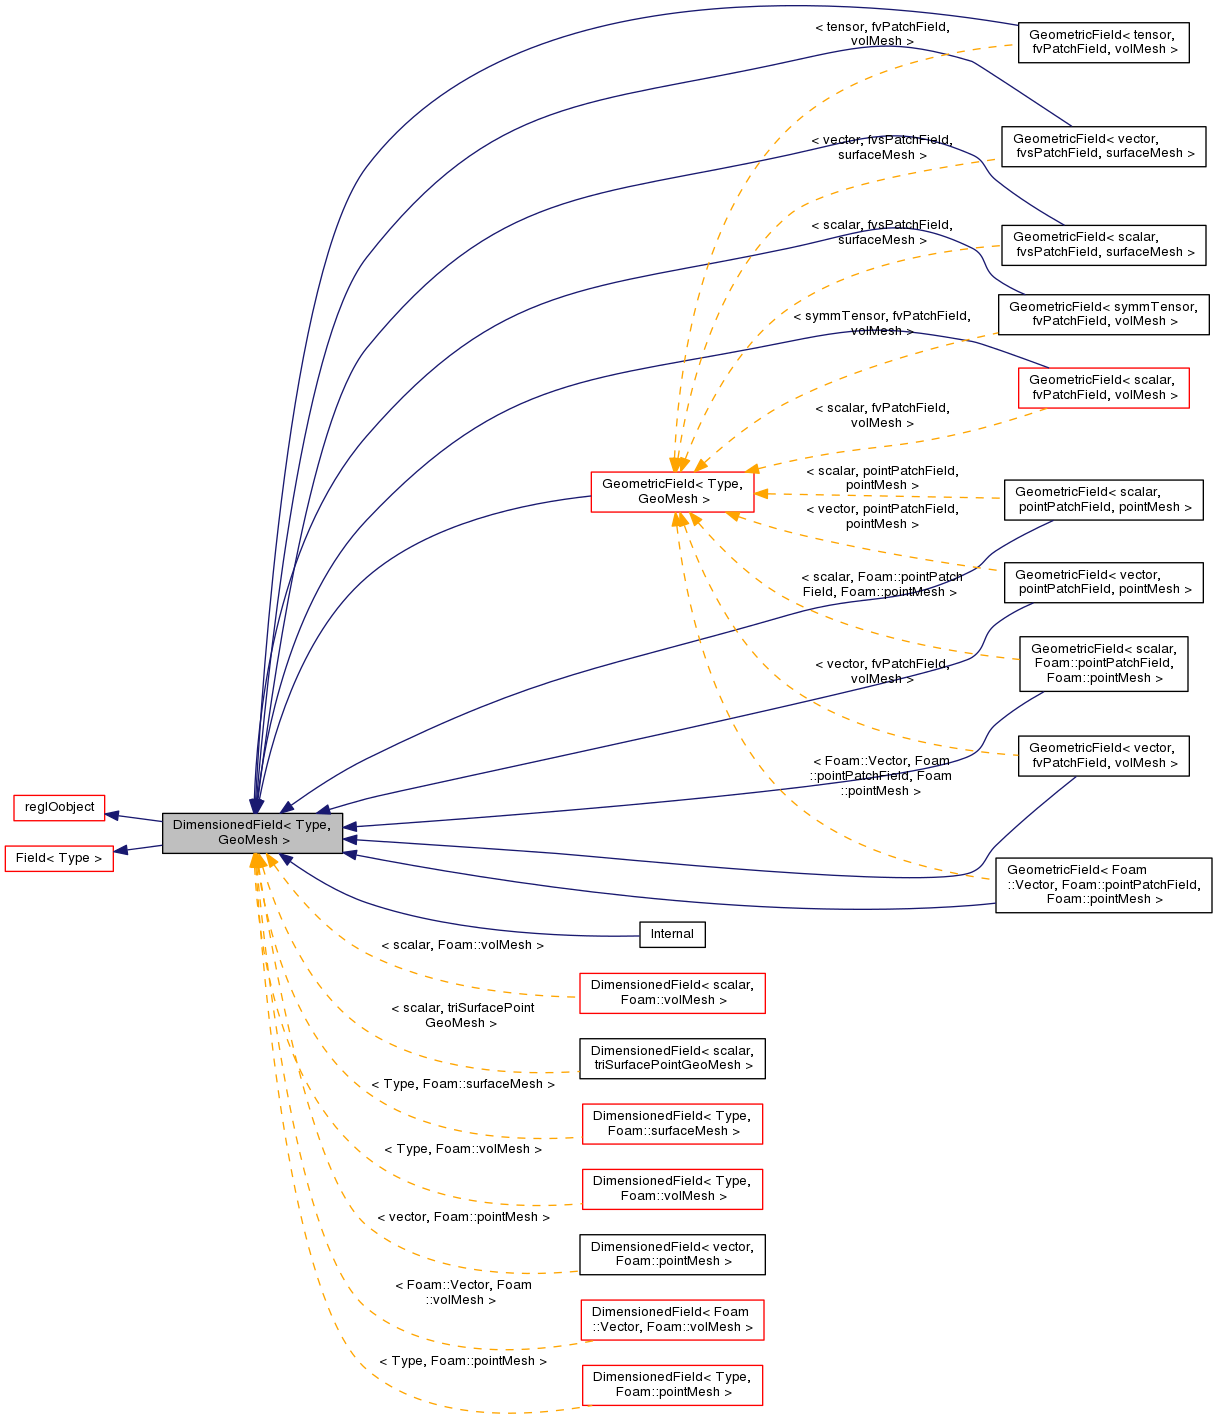 < tensor, fvPatchField,
volMesh >
GeometricField< tensor,
fvPatchField, volMesh >
< vector, fvsPatchField,
surfaceMesh >
GeometricField< vector,
fvsPatchField, surfaceMesh >
< scalar, fvsPatchField,
surfaceMesh >
GeometricField< scalar,
fvsPatchField, surfaceMesh >
< symmTensor, fvPatchField,
volMesh >
GeometricField< symmTensor,
fvPatchField, volMesh >
< scalar, fvPatchField,
volMesh >
GeometricField< scalar,
fvPatchField, volMesh >
GeometricField< Type,
GeoMesh >
< scalar, pointPatchField,
pointMesh >
GeometricField< scalar,
pointPatchField, pointMesh >
< vector, pointPatchField,
pointMesh >
GeometricField< vector,
pointPatchField, pointMesh >
< scalar, Foam::pointPatch
Field, Foam::pointMesh >
GeometricField< scalar,
Foam::pointPatchField,
Foam::pointMesh >
< vector, fvPatchField,
volMesh >
GeometricField< vector,
fvPatchField, volMesh >
< Foam::Vector, Foam
::pointPatchField, Foam
::pointMesh >
GeometricField< Foam
::Vector, Foam::pointPatchField,
Foam::pointMesh >
regIOobject
Field< Type >
DimensionedField< Type,
GeoMesh >
Internal
< scalar, Foam::volMesh >
DimensionedField< scalar,
Foam::volMesh >
< scalar, triSurfacePoint
GeoMesh >
DimensionedField< scalar,
triSurfacePointGeoMesh >
< Type, Foam::surfaceMesh >
DimensionedField< Type,
Foam::surfaceMesh >
< Type, Foam::volMesh >
DimensionedField< Type,
Foam::volMesh >
< vector, Foam::pointMesh >
DimensionedField< vector,
Foam::pointMesh >
< Foam::Vector, Foam
::volMesh >
DimensionedField< Foam
::Vector, Foam::volMesh >
< Type, Foam::pointMesh >
DimensionedField< Type,
Foam::pointMesh >